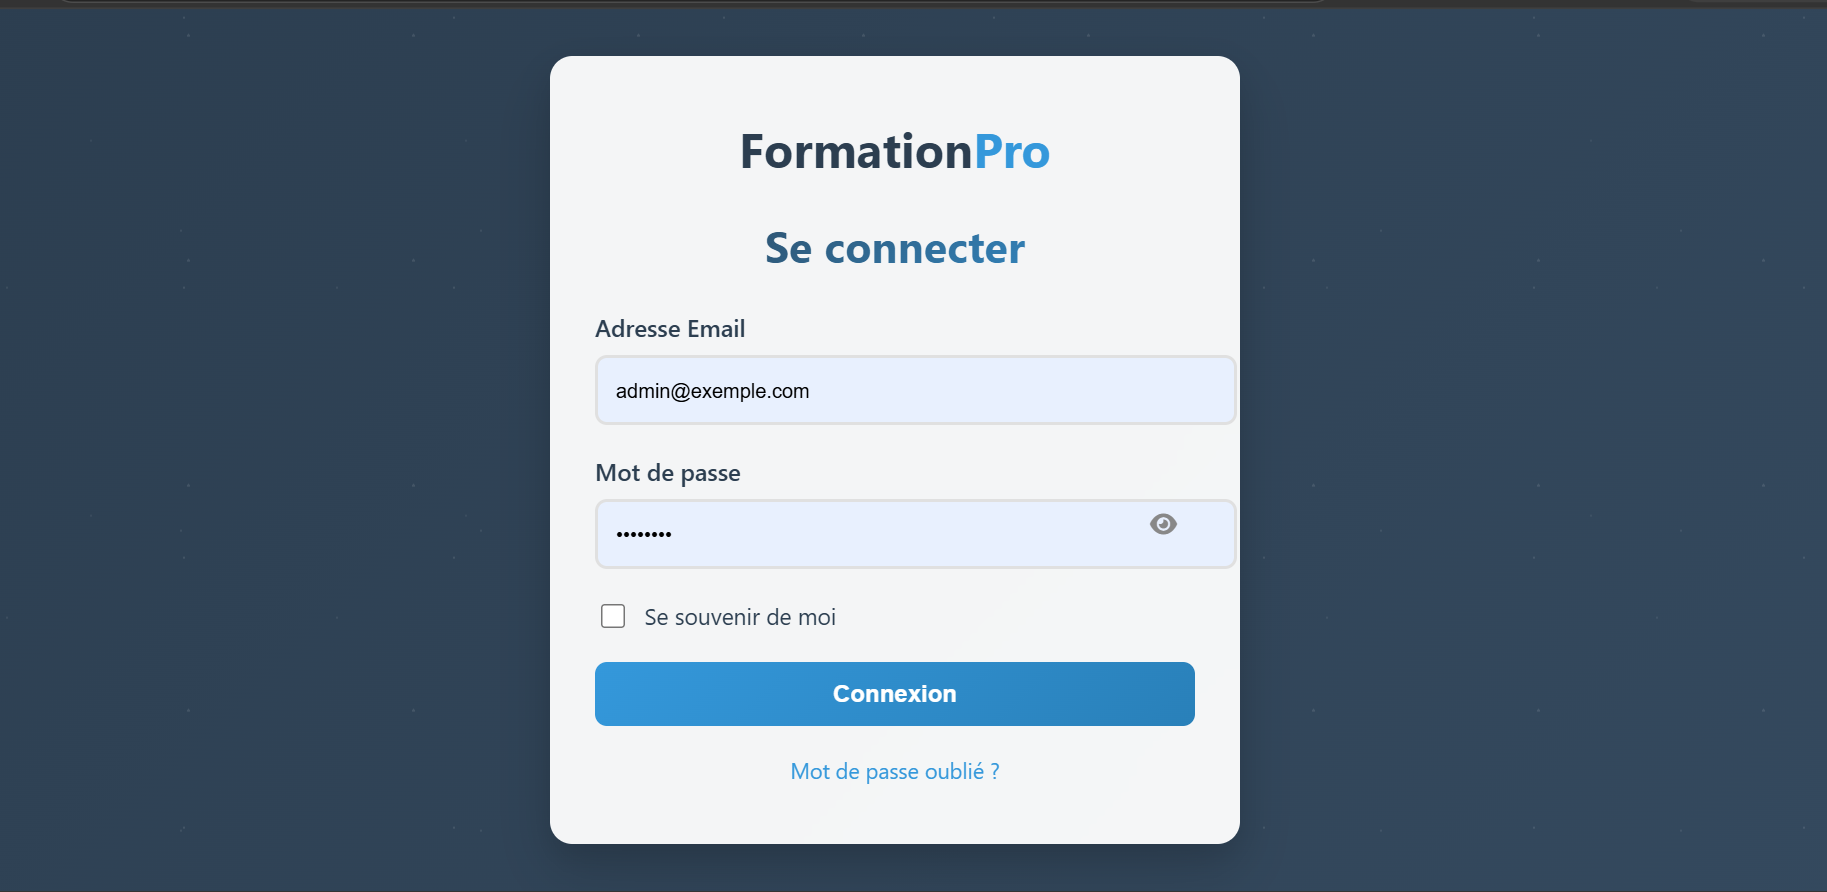 FormationPro
Se connecter
Adresse Email
admin@exemple.com
Mot de passe
••••••••
Se souvenir de moi
Connexion
Mot de passe oublié ?